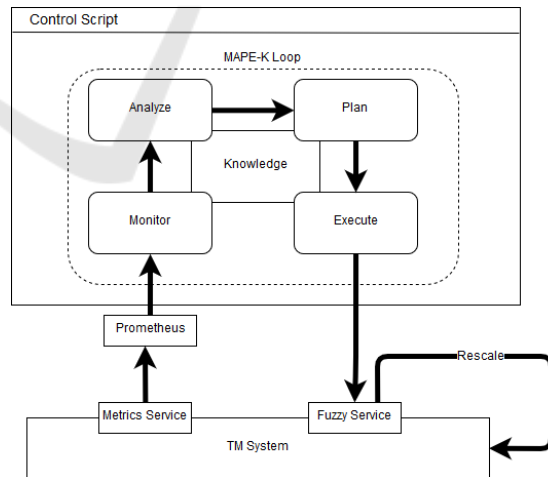 Control Script
MAPE-K Loop
Analyze
Plan
Knowledge
Monitor
Execute
Prometheus
Rescale
Metrics Service
Fuzzy Service
TM System